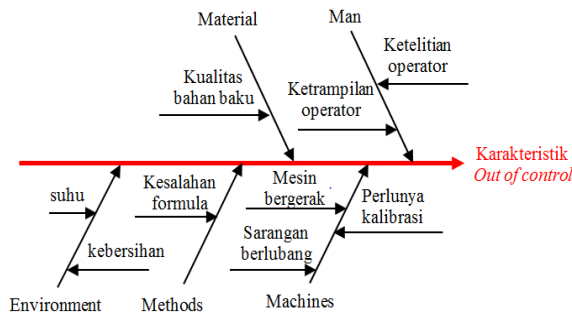 Material
Man
Kualitas
bahan baku
Ketrampilan
operator
Ketelitian
operator
Karakteristik
Out of control
suhu
kebersihan
Kesalahan
formula
Mesin
bergerak
Sarangan
berlubang
Perlunya
kalibrasi
Environment
Methods
Machines